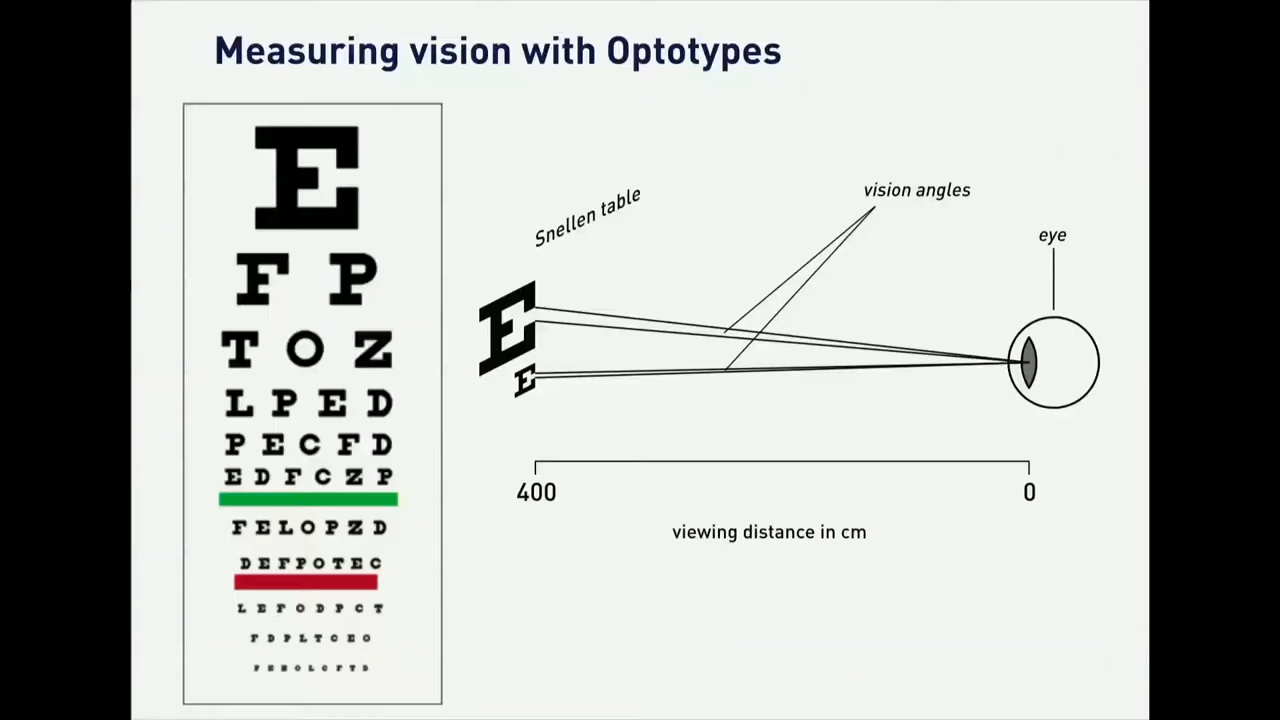 Measuring vision with Optotypes
E
F P
T O Z
L P E D
P E C F D
E D F C Z P
F E L O P Z D
D E F P O T E C
L E F O D P C T
F D P L T C E O
Snellen table
vision angles
eye
E
E
400
0
viewing distance in cm